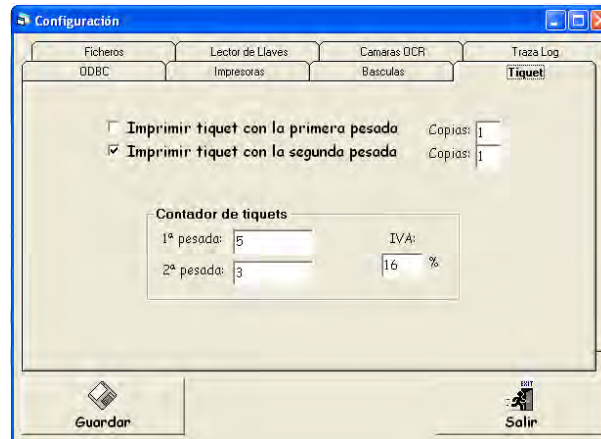 Configuración
Ficheros Lector de Llaves Camaras OCR Traza Log
ODBC Impresoras Basculas Tiquet
Imprimir tiquet con la primera pesada Copias: 1
Imprimir tiquet con la segunda pesada Copias: 1
Contador de tiquets
1ª pesada: 5 IVA:
2ª pesada: 3 16 %
EXIT
Guardar Salir